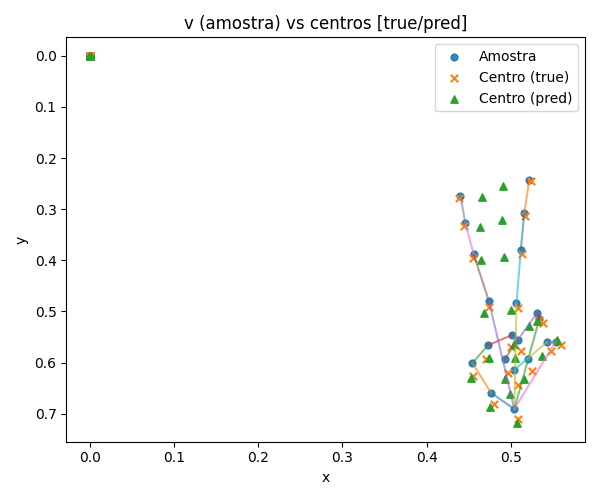 v (amostra) vs centros [true/pred]
Amostra
Centro (true)
Centro (pred)
y
0.0
0.1
0.2
0.3
0.4
0.5
0.6
0.7
0.0 0.1 0.2 0.3 0.4 0.5
x